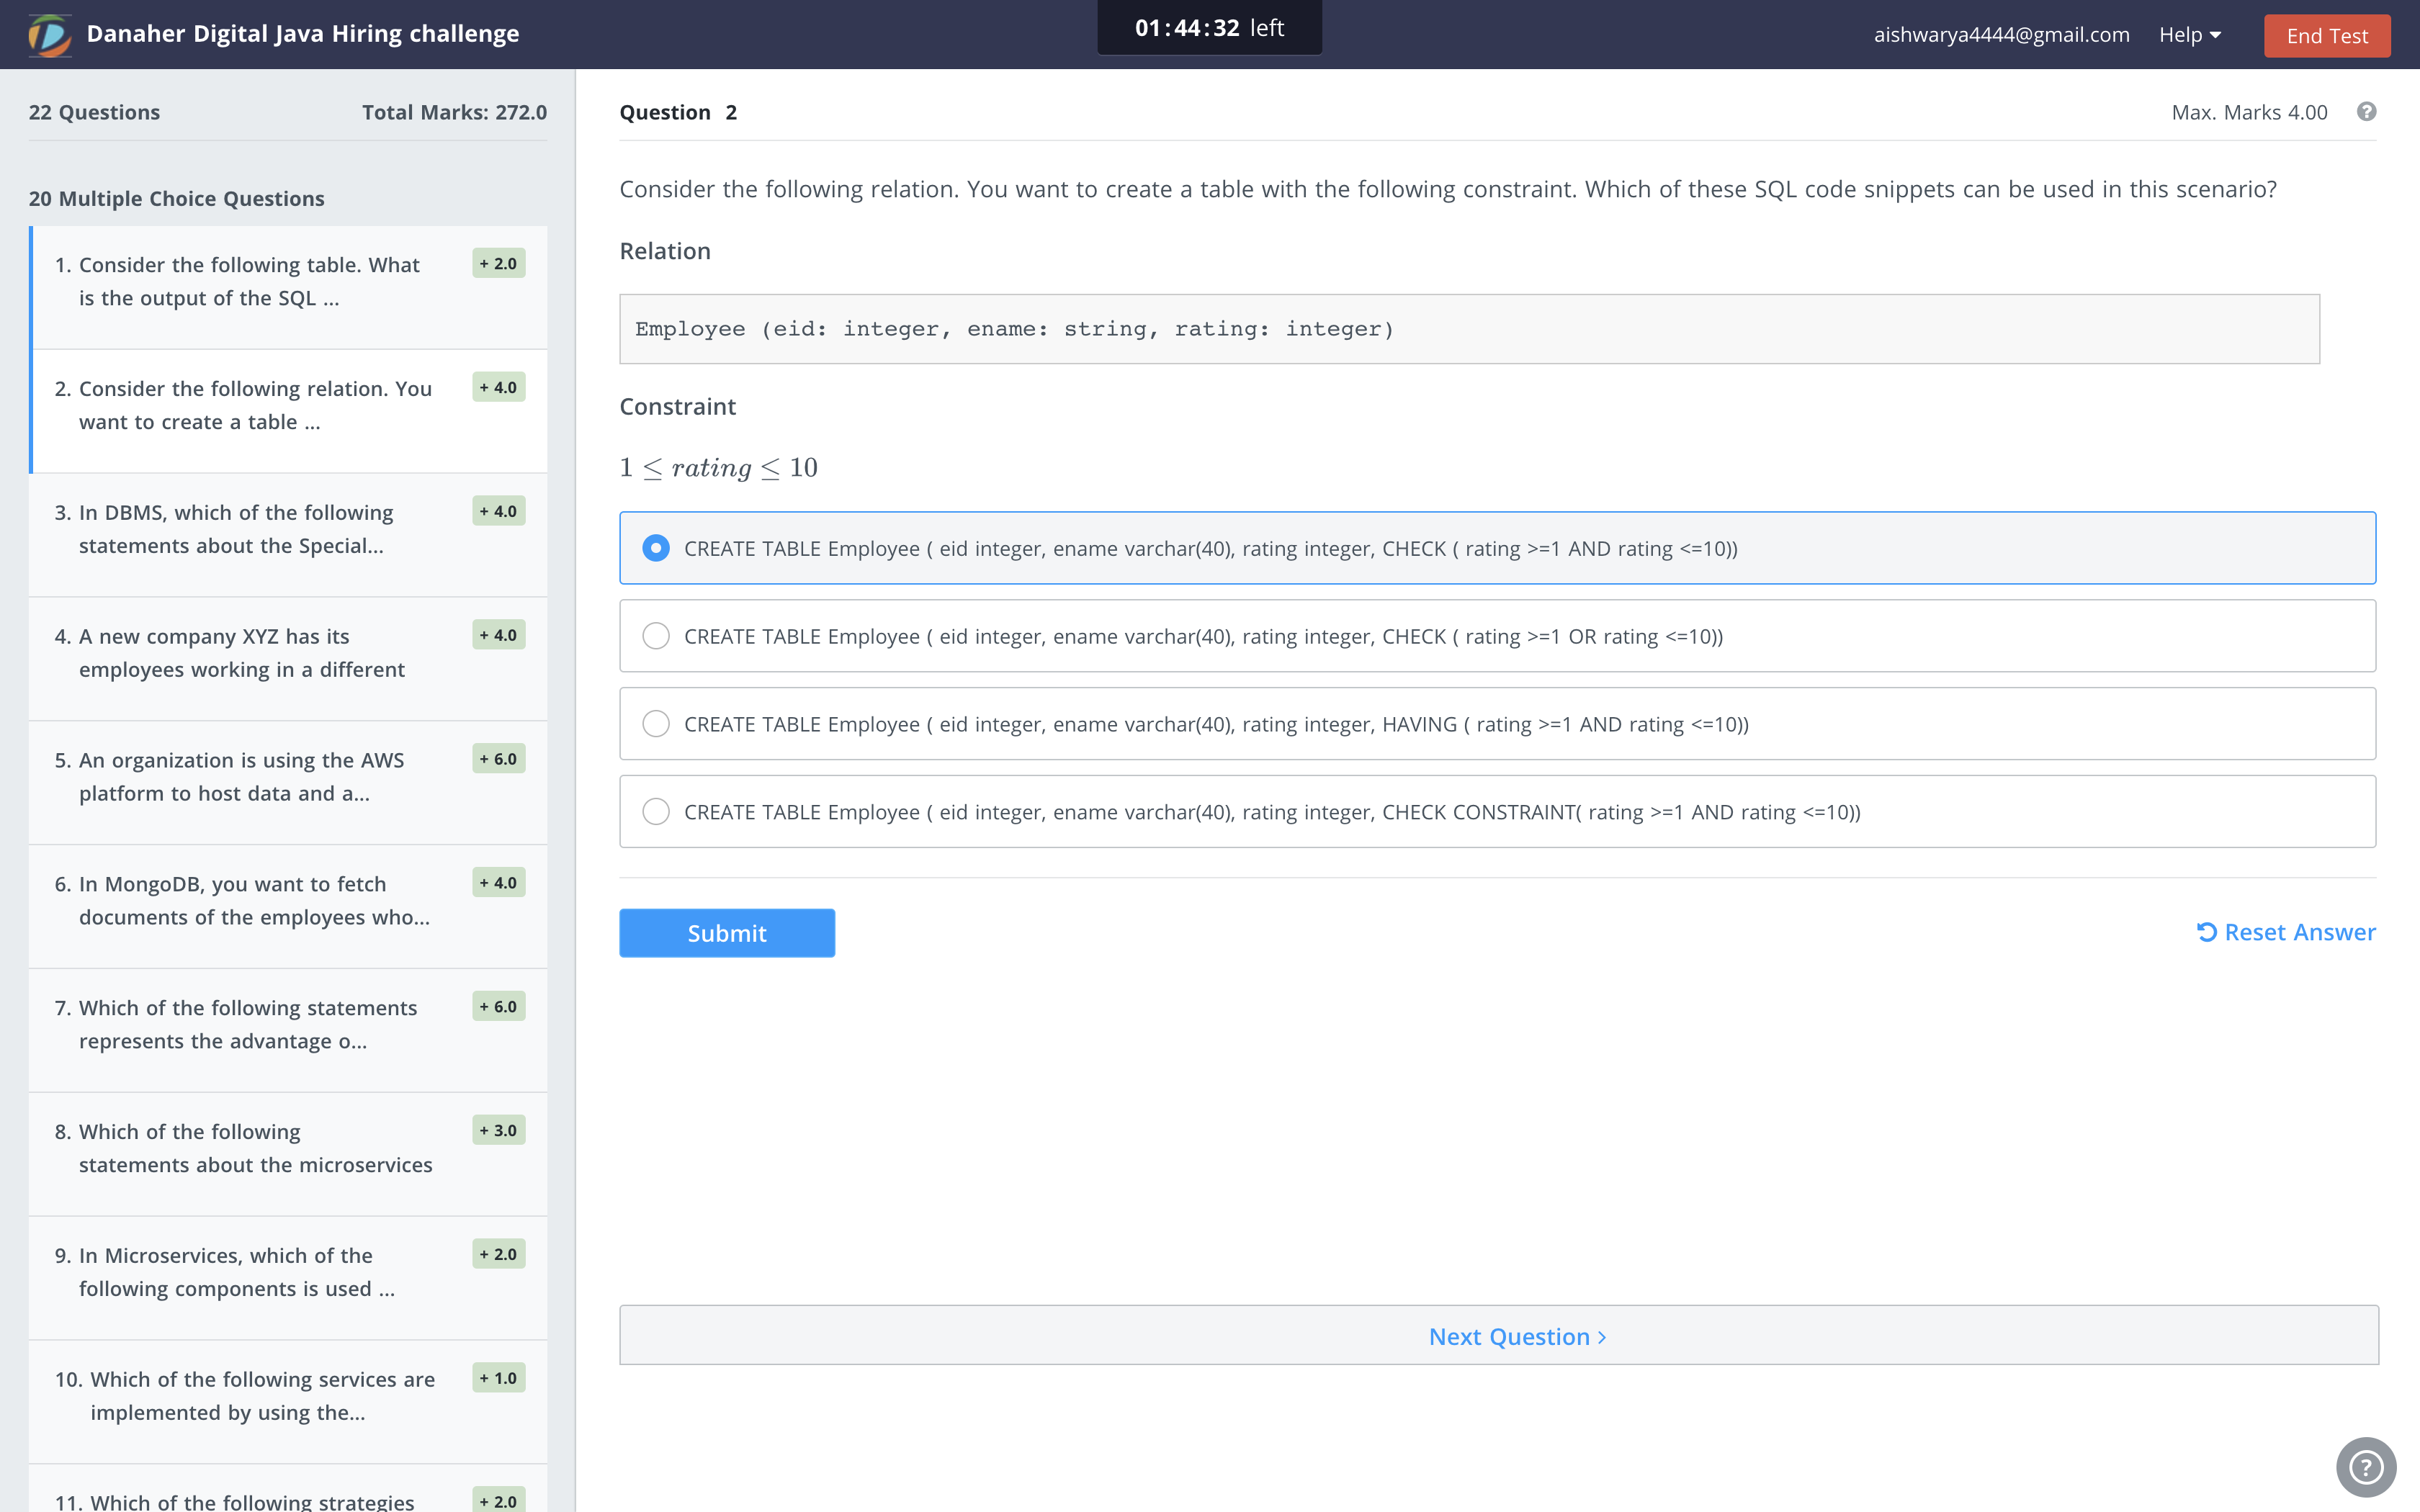 Danaher Digital Java Hiring challenge
01:44:32 left
aishwarya4444@gmail.com
Help
End Test
22 Questions
Total Marks: 272.0
20 Multiple Choice Questions
1. Consider the following table. What
is the output of the SQL ...
+ 2.0
2. Consider the following relation. You
want to create a table ...
+ 4.0
3. In DBMS, which of the following
statements about the Special...
+ 4.0
4. A new company XYZ has its
employees working in a different
+ 4.0
5. An organization is using the AWS
platform to host data and a...
+ 6.0
6. In MongoDB, you want to fetch
documents of the employees who...
+ 4.0
7. Which of the following statements
represents the advantage o...
+ 6.0
8. Which of the following
statements about the microservices
+ 3.0
9. In Microservices, which of the
following components is used ...
+ 2.0
10. Which of the following services are
implemented by using the...
+ 1.0
11. Which of the following strategies
+ 2.0
Question 2
Max. Marks 4.00
?
Consider the following relation. You want to create a table with the following constraint. Which of these SQL code snippets can be used in this scenario?
Relation
Employee (eid: integer, ename: string, rating: integer)
Constraint
1 ≤ rating ≤ 10
CREATE TABLE Employee ( eid integer, ename varchar(40), rating integer, CHECK ( rating >=1 AND rating <=10))
CREATE TABLE Employee ( eid integer, ename varchar(40), rating integer, CHECK ( rating >=1 OR rating <=10))
CREATE TABLE Employee ( eid integer, ename varchar(40), rating integer, HAVING ( rating >=1 AND rating <=10))
CREATE TABLE Employee ( eid integer, ename varchar(40), rating integer, CHECK CONSTRAINT( rating >=1 AND rating <=10))
Submit
Reset Answer
Next Question >
?